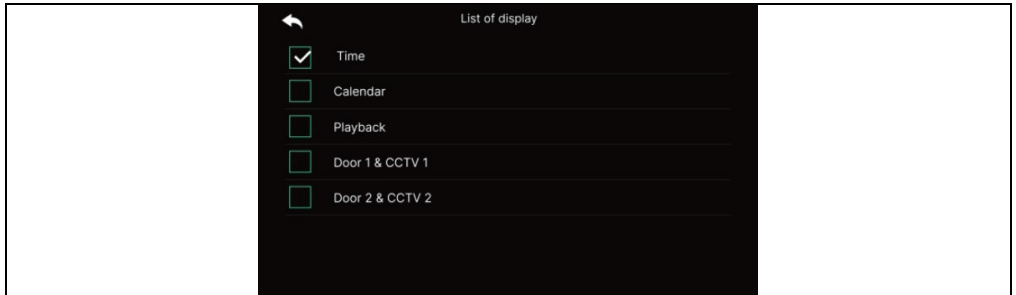 List of display
Time
Calendar
Playback
Door 1 & CCTV 1
Door 2 & CCTV 2